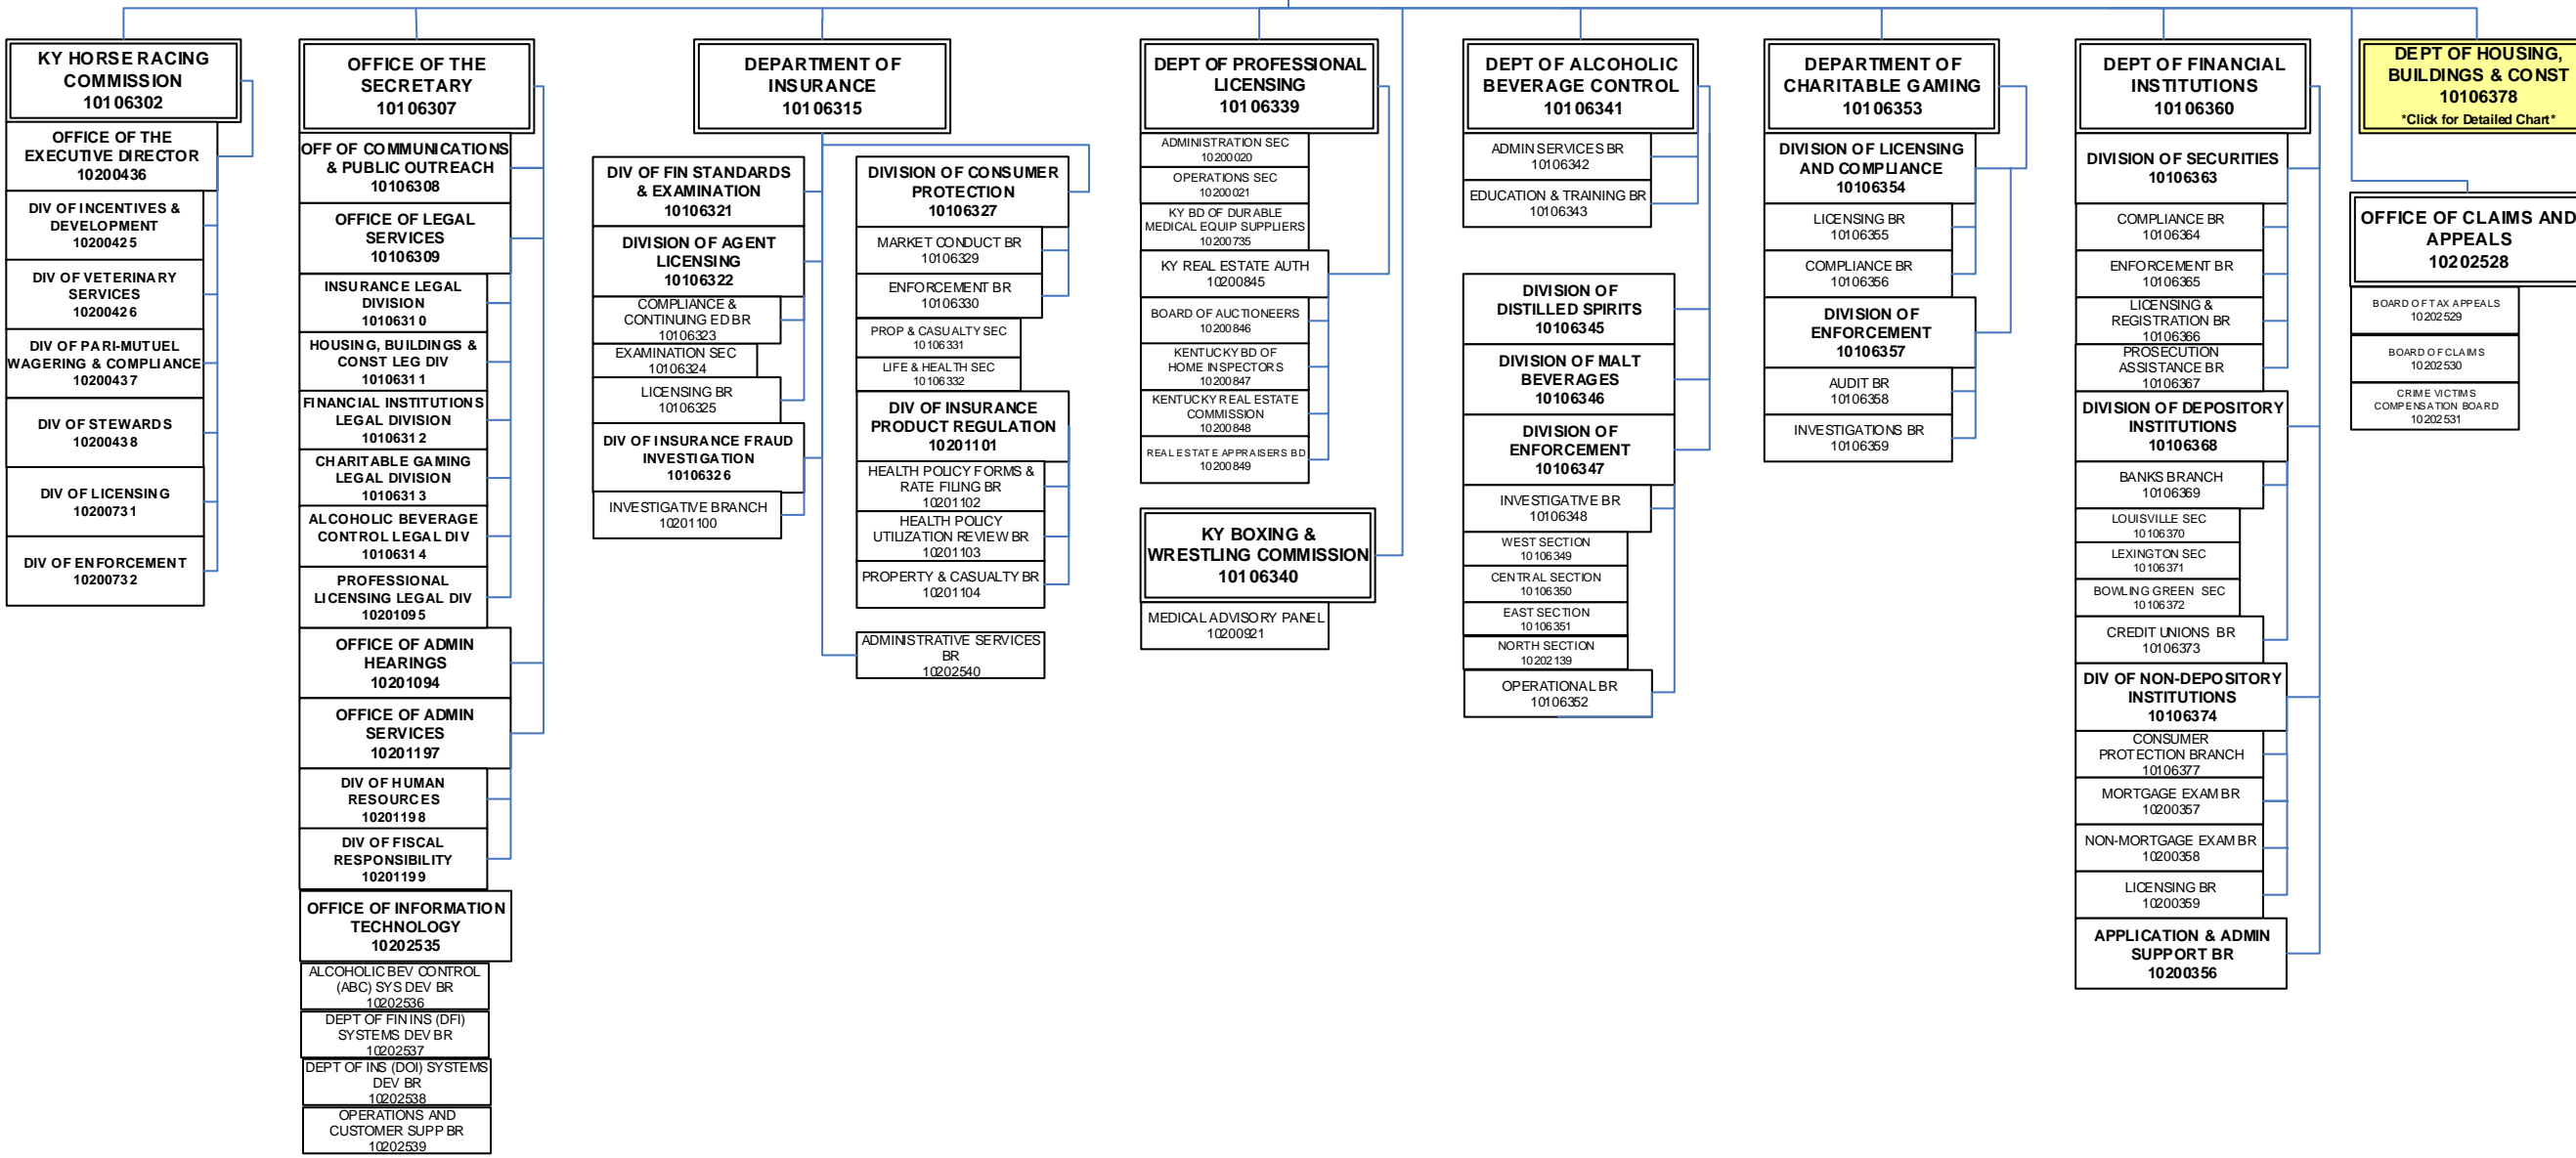 KY HORSE RACING
COMMISSION
10106302
OFFICE OF THE
EXECUTIVE DIRECTOR
10200436
DIV OF INCENTIVES &
DEVELOPMENT
10200425
DIV OF VETERINARY
SERVICES
10200426
DIV OF PARI-MUTUEL
WAGERING & COMPLIANCE
10200437
DIV OF STEWARDS
10200438
DIV OF LICENSING
10200731
DIV OF ENFORCEMENT
10200732
OFFICE OF THE
SECRETARY
10106307
OFF OF COMMUNICATIONS
& PUBLIC OUTREACH
10106308
OFFICE OF LEGAL
SERVICES
10106309
INSURANCE LEGAL
DIVISION
10106310
HOUSING, BUILDINGS &
CONST LEG DIV
10106311
FINANCIAL INSTITUTIONS
LEGAL DIVISION
10106312
CHARITABLE GAMING
LEGAL DIVISION
10106313
ALCOHOLIC BEVERAGE
CONTROL LEGAL DIV
10106314
PROFESSIONAL
LICENSING LEGAL DIV
10201095
OFFICE OF ADMIN
HEARINGS
10201094
OFFICE OF ADMIN
SERVICES
10201197
DIV OF HUMAN
RESOURCES
10201198
DIV OF FISCAL
RESPONSIBILITY
10201199
OFFICE OF INFORMATION
TECHNOLOGY
10202535
ALCOHOLIC BEV CONTROL
(ABC) SYS DEV BR
10202536
DEPT OF FIN INS (DFI)
SYSTEMS DEV BR
10202537
DEPT OF INS (DOI) SYSTEMS
DEV BR
10202538
OPERATIONS AND
CUSTOMER SUPP BR
10202539
DEPARTMENT OF
INSURANCE
10106315
DIV OF FIN STANDARDS
& EXAMINATION
10106321
DIVISION OF AGENT
LICENSING
10106322
COMPLIANCE &
CONTINUING ED BR
10106323
EXAMINATION SEC
10106324
LICENSING BR
10106325
DIV OF INSURANCE FRAUD
INVESTIGATION
10106326
INVESTIGATIVE BRANCH
10201100
DIVISION OF CONSUMER
PROTECTION
10106327
MARKET CONDUCT BR
10106329
ENFORCEMENT BR
10106330
PROP & CASUALTY SEC
10106331
LIFE & HEALTH SEC
10106332
DIV OF INSURANCE
PRODUCT REGULATION
10201101
HEALTH POLICY FORMS &
RATE FILING BR
10201102
HEALTH POLICY
UTILIZATION REVIEW BR
10201103
PROPERTY & CASUALTY BR
10201104
ADMINISTRATIVE SERVICES
BR
10202540
DEPT OF PROFESSIONAL
LICENSING
10106339
ADMINISTRATION SEC
10200020
OPERATIONS SEC
10200021
KY BD OF DURABLE
MEDICAL EQUIP SUPPLIERS
10200735
KY REAL ESTATE AUTH
10200845
BOARD OF AUCTIONEERS
10200846
KENTUCKY BD OF
HOME INSPECTORS
10200847
KENTUCKY REAL ESTATE
COMMISSION
10200848
REAL ESTATE APPRAISERS BD
10200849
KY BOXING &
WRESTLING COMMISSION
10106340
MEDICAL ADVISORY PANEL
10200921
DEPT OF ALCOHOLIC
BEVERAGE CONTROL
10106341
ADMIN SERVICES BR
10106342
EDUCATION & TRAINING BR
10106343
DIVISION OF
DISTILLED SPIRITS
10106345
DIVISION OF MALT
BEVERAGES
10106346
DIVISION OF
ENFORCEMENT
10106347
INVESTIGATIVE BR
10106348
WEST SECTION
10106349
CENTRAL SECTION
10106350
EAST SECTION
10106351
NORTH SECTION
10202139
OPERATIONAL BR
10106352
DEPARTMENT OF
CHARITABLE GAMING
10106353
DIVISION OF LICENSING
AND COMPLIANCE
10106354
LICENSING BR
10106355
COMPLIANCE BR
10106356
DIVISION OF
ENFORCEMENT
10106357
AUDIT BR
10106358
INVESTIGATIONS BR
10106359
DEPT OF FINANCIAL
INSTITUTIONS
10106360
DIVISION OF SECURITIES
10106363
COMPLIANCE BR
10106364
ENFORCEMENT BR
10106365
LICENSING &
REGISTRATION BR
10106366
PROSECUTION
ASSISTANCE BR
10106367
DIVISION OF DEPOSITORY
INSTITUTIONS
10106368
BANKS BRANCH
10106369
LOUISVILLE SEC
10106370
LEXINGTON SEC
10106371
BOWLING GREEN SEC
10106372
CREDIT UNIONS BR
10106373
DIV OF NON-DEPOSITORY
INSTITUTIONS
10106374
CONSUMER
PROTECTION BRANCH
10106377
MORTGAGE EXAM BR
10200357
NON-MORTGAGE EXAM BR
10200358
LICENSING BR
10200359
APPLICATION & ADMIN
SUPPORT BR
10200356
DEPT OF HOUSING,
BUILDINGS & CONST
10106378
*Click for Detailed Chart*
OFFICE OF CLAIMS AND
APPEALS
10202528
BOARD OF TAX APPEALS
10202529
BOARD OF CLAIMS
10202530
CRIME VICTIMS
COMPENSATION BOARD
10202531